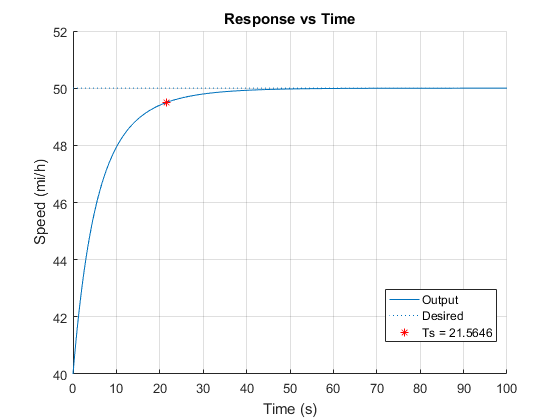 Response vs Time
52
50
48
46
44
42
40
Speed (mi/h)
0 10 20 30 40 50 60 70 80 90 100
Time (s)
Output
Desired
Ts = 21.5646